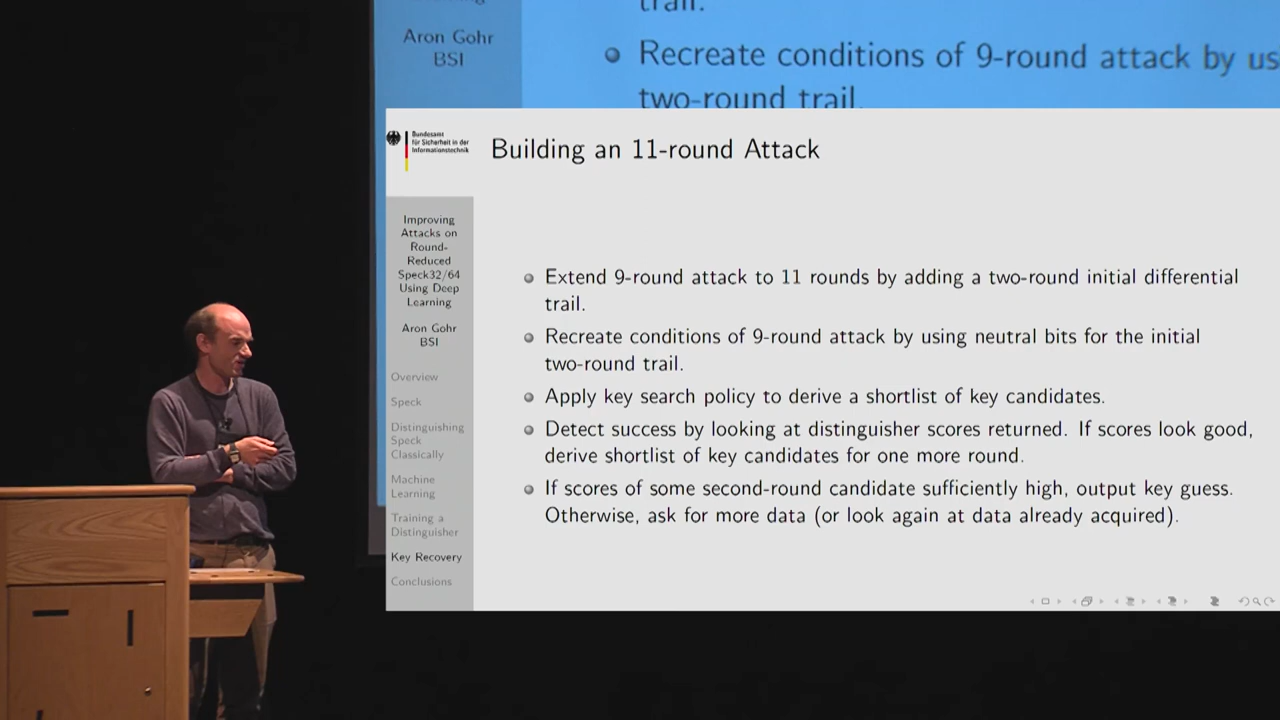 trail.
Aron Gohr
BSI
Recreate conditions of 9-round attack by us
two-round trail.
Bundesamt
für Sicherheit in der
Informationstechnik
Building an 11-round Attack
Improving
Attacks on
Round-
Reduced
Speck32/64
Using Deep
Learning
Aron Gohr
BSI
Overview
Speck
Distinguishing
Speck
Classically
Machine
Learning
Training a
Distinguisher
Key Recovery
Conclusions
Extend 9-round attack to 11 rounds by adding a two-round initial differential
trail.
Recreate conditions of 9-round attack by using neutral bits for the initial
two-round trail.
Apply key search policy to derive a shortlist of key candidates.
Detect success by looking at distinguisher scores returned. If scores look good,
derive shortlist of key candidates for one more round.
If scores of some second-round candidate sufficiently high, output key guess.
Otherwise, ask for more data (or look again at data already acquired).